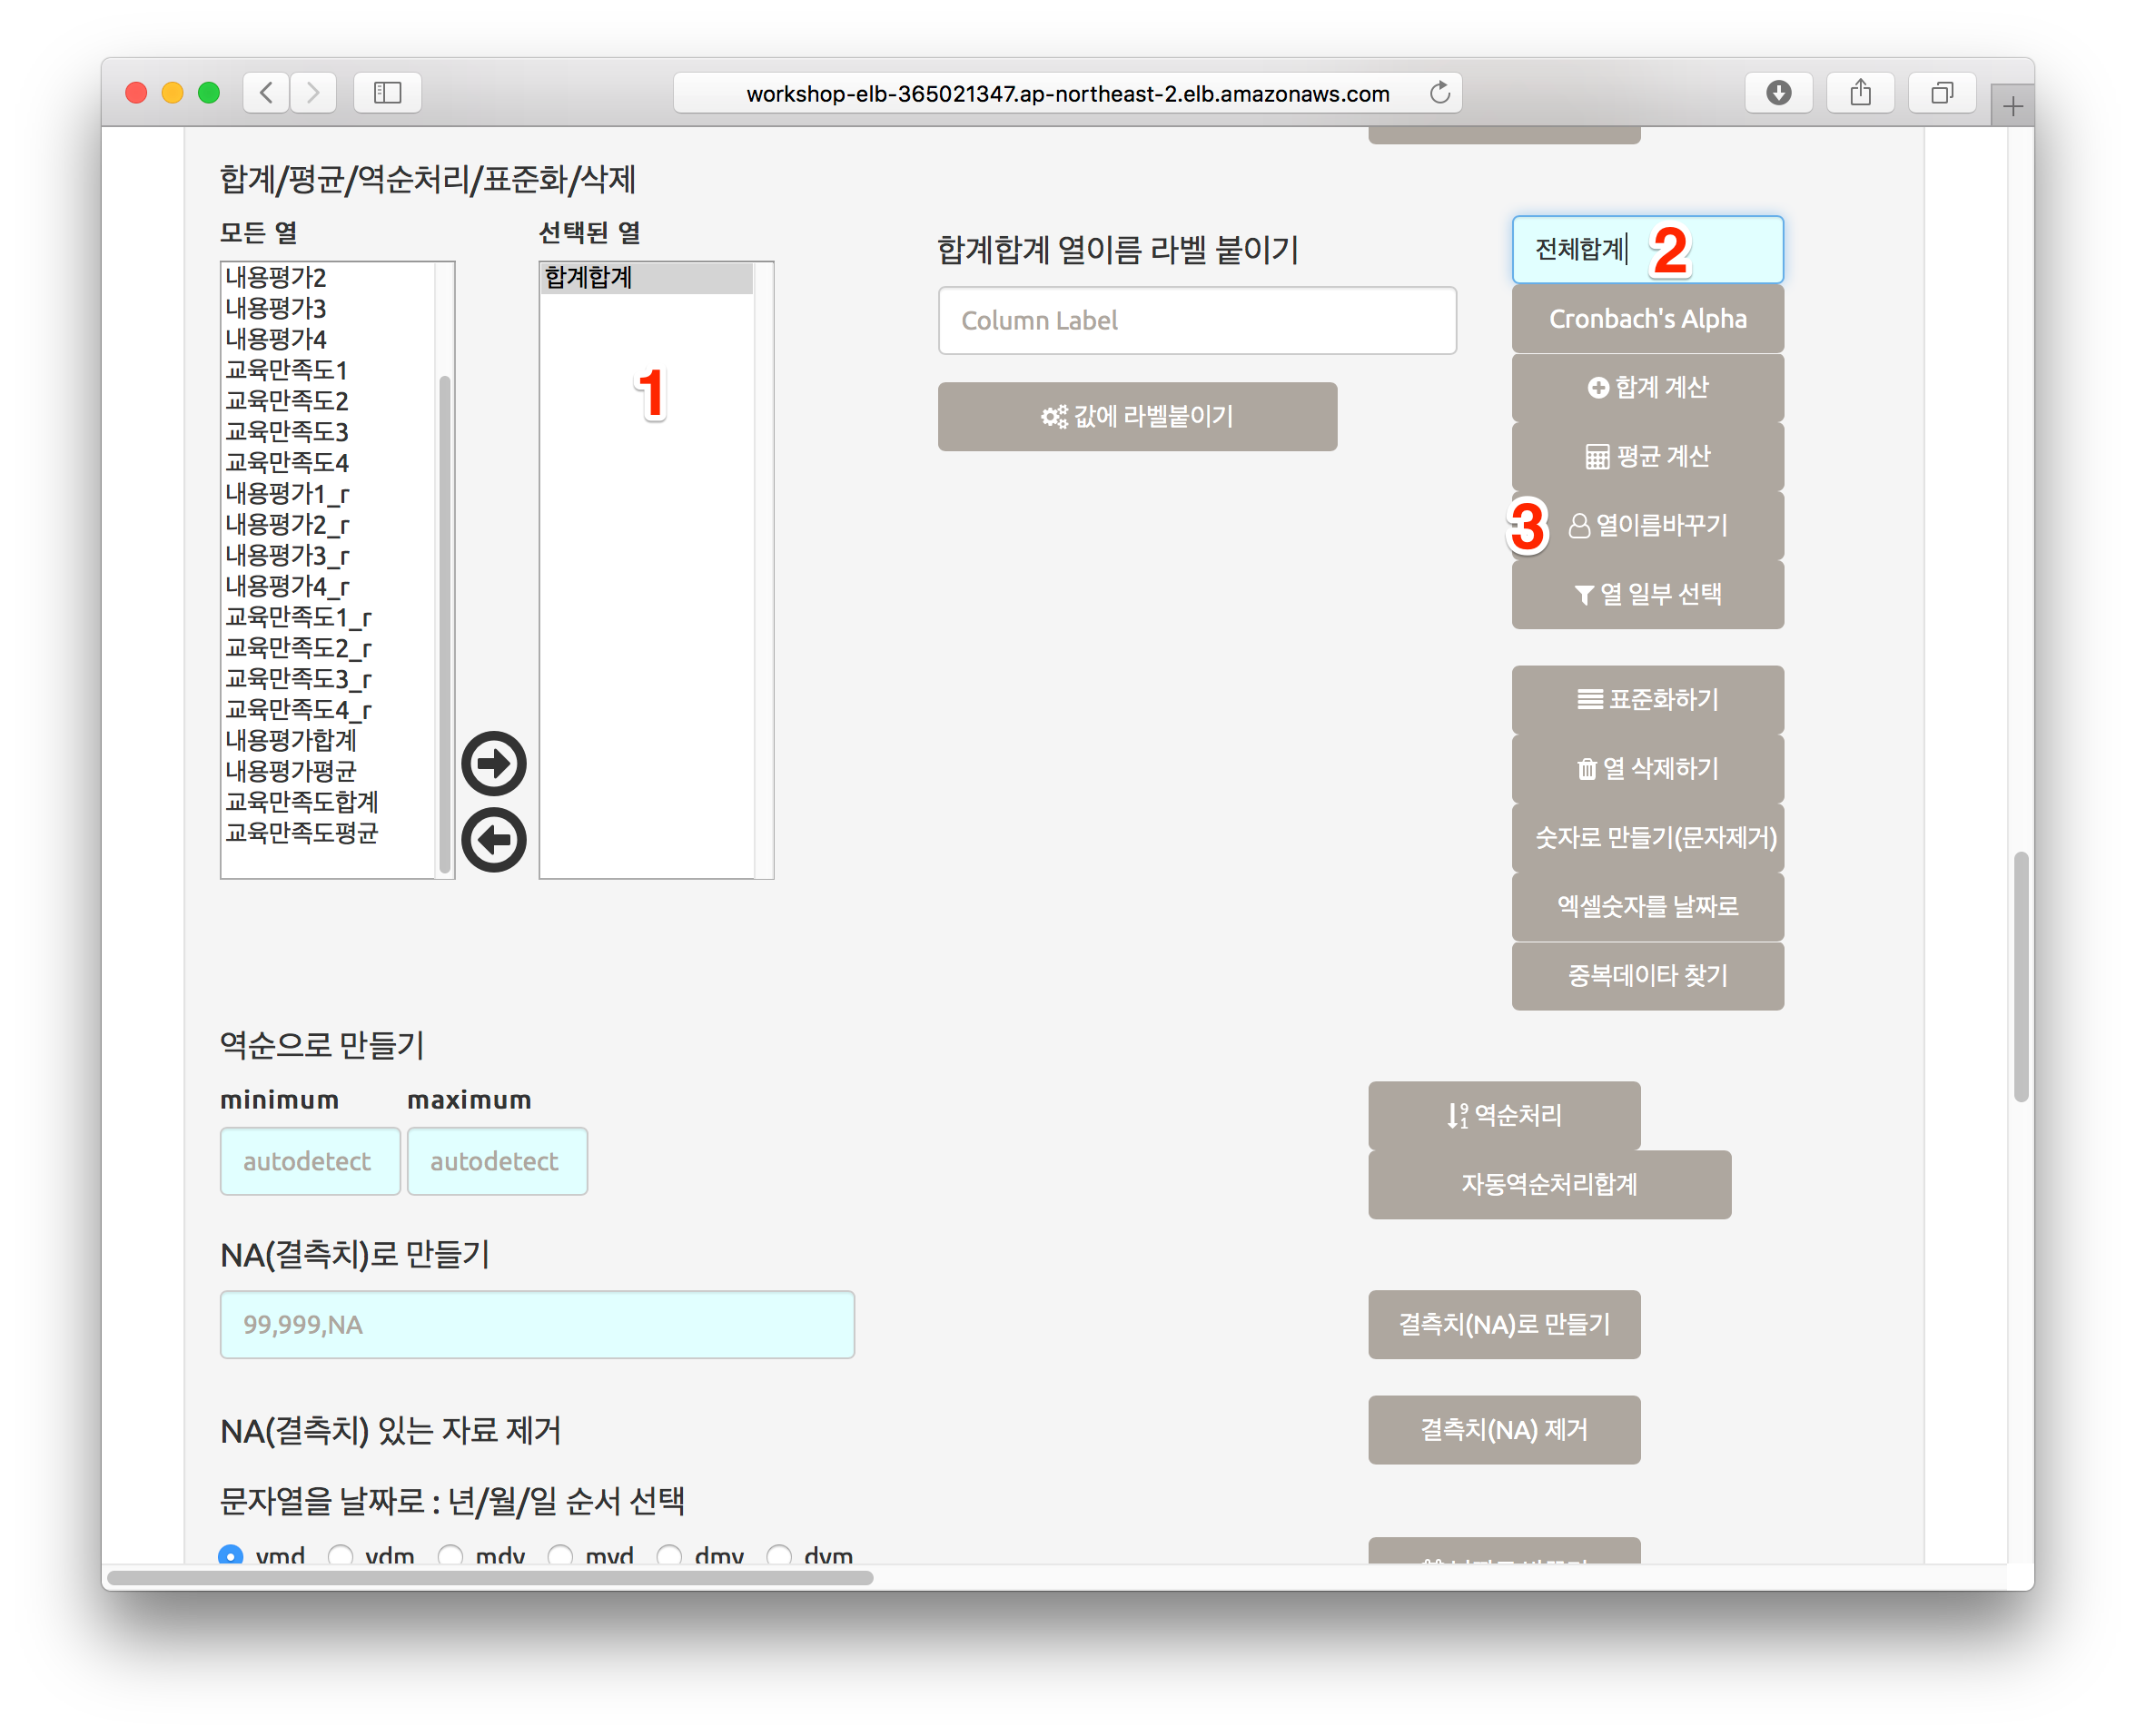 workshop-elb-365021347.ap-northeast-2.elb.amazonaws.com
합계/평균/역순처리/표준화/삭제
모든 열
내용평가2
내용평가3
내용평가4
교육만족도1
교육만족도2
교육만족도3
교육만족도4
내용평가1_r
내용평가2_r
내용평가3_r
내용평가4_r
교육만족도1_r
교육만족도2_r
교육만족도3_r
교육만족도4_r
내용평가합계
내용평가평균
교육만족도합계
교육만족도평균
선택된 열
합계합계
1
합계합계 열이름 라벨 붙이기
Column Label
값에 라벨붙이기
전체합계
2
Cronbach's Alpha
합계 계산
평균 계산
3
열이름바꾸기
열 일부 선택
표준화하기
열 삭제하기
숫자로 만들기(문자제거)
엑셀숫자를 날짜로
중복데이타 찾기
역순으로 만들기
minimum maximum
autodetect autodetect
역순처리
자동역순처리합계
NA(결측치)로 만들기
99,999,NA
결측치(NA)로 만들기
NA(결측치) 있는 자료 제거
결측치(NA) 제거
문자열을 날짜로 : 년/월/일 순서 선택
ymd ydm mdy myd dmy dym